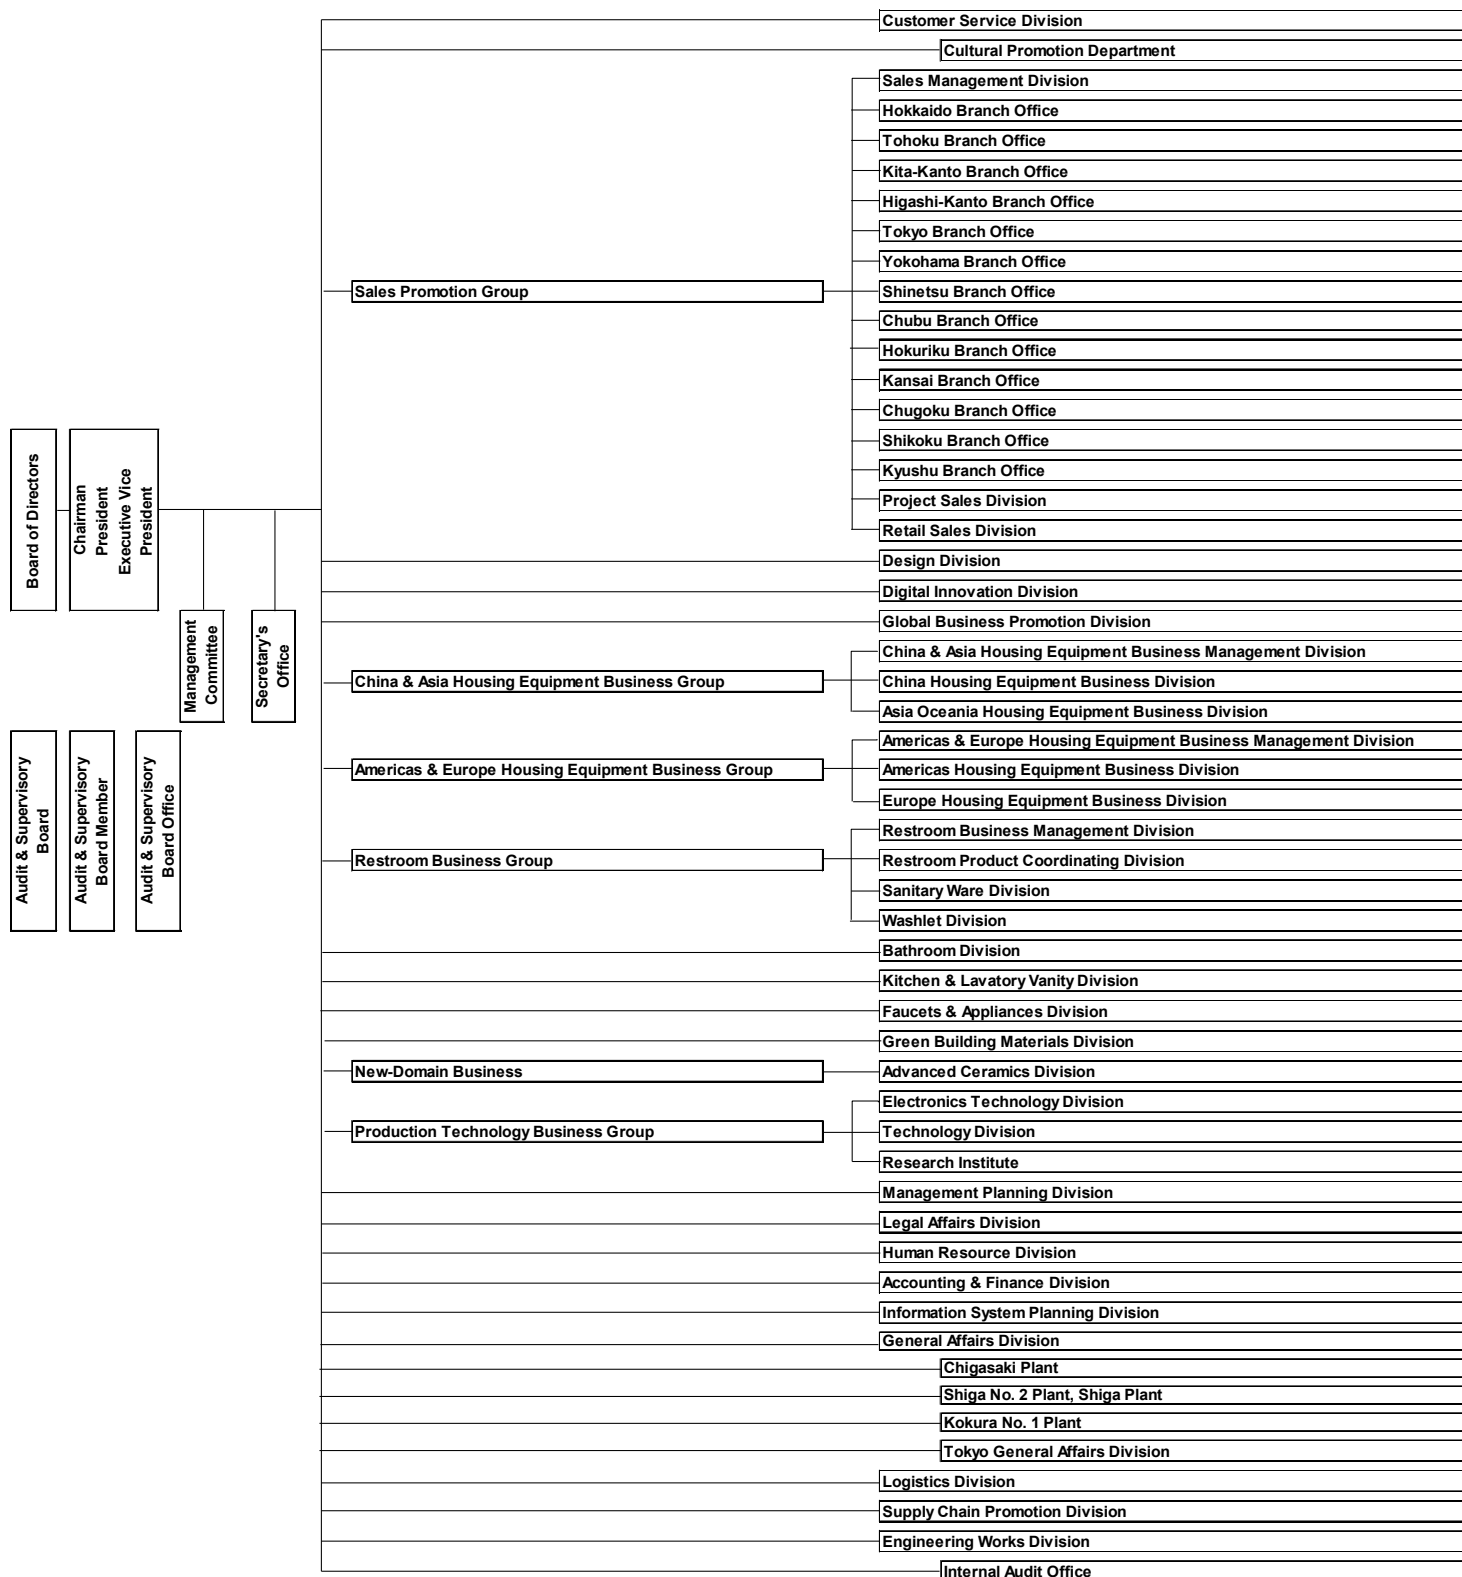 Board of Directors
Chairman
President
Executive Vice
President
Management
Committee
Secretary's
Office
Audit & Supervisory
Board
Audit & Supervisory
Board Member
Audit & Supervisory
Board Office
Customer Service Division
Cultural Promotion Department
Sales Promotion Group
Sales Management Division
Hokkaido Branch Office
Tohoku Branch Office
Kita-Kanto Branch Office
Higashi-Kanto Branch Office
Tokyo Branch Office
Yokohama Branch Office
Shinetsu Branch Office
Chubu Branch Office
Hokuriku Branch Office
Kansai Branch Office
Chugoku Branch Office
Shikoku Branch Office
Kyushu Branch Office
Project Sales Division
Retail Sales Division
Design Division
Digital Innovation Division
Global Business Promotion Division
China & Asia Housing Equipment Business Group
China & Asia Housing Equipment Business Management Division
China Housing Equipment Business Division
Asia Oceania Housing Equipment Business Division
Americas & Europe Housing Equipment Business Group
Americas & Europe Housing Equipment Business Management Division
Americas Housing Equipment Business Division
Europe Housing Equipment Business Division
Restroom Business Group
Restroom Business Management Division
Restroom Product Coordinating Division
Sanitary Ware Division
Washlet Division
Bathroom Division
Kitchen & Lavatory Vanity Division
Faucets & Appliances Division
Green Building Materials Division
New-Domain Business
Advanced Ceramics Division
Production Technology Business Group
Electronics Technology Division
Technology Division
Research Institute
Management Planning Division
Legal Affairs Division
Human Resource Division
Accounting & Finance Division
Information System Planning Division
General Affairs Division
Chigasaki Plant
Shiga No. 2 Plant, Shiga Plant
Kokura No. 1 Plant
Tokyo General Affairs Division
Logistics Division
Supply Chain Promotion Division
Engineering Works Division
Internal Audit Office